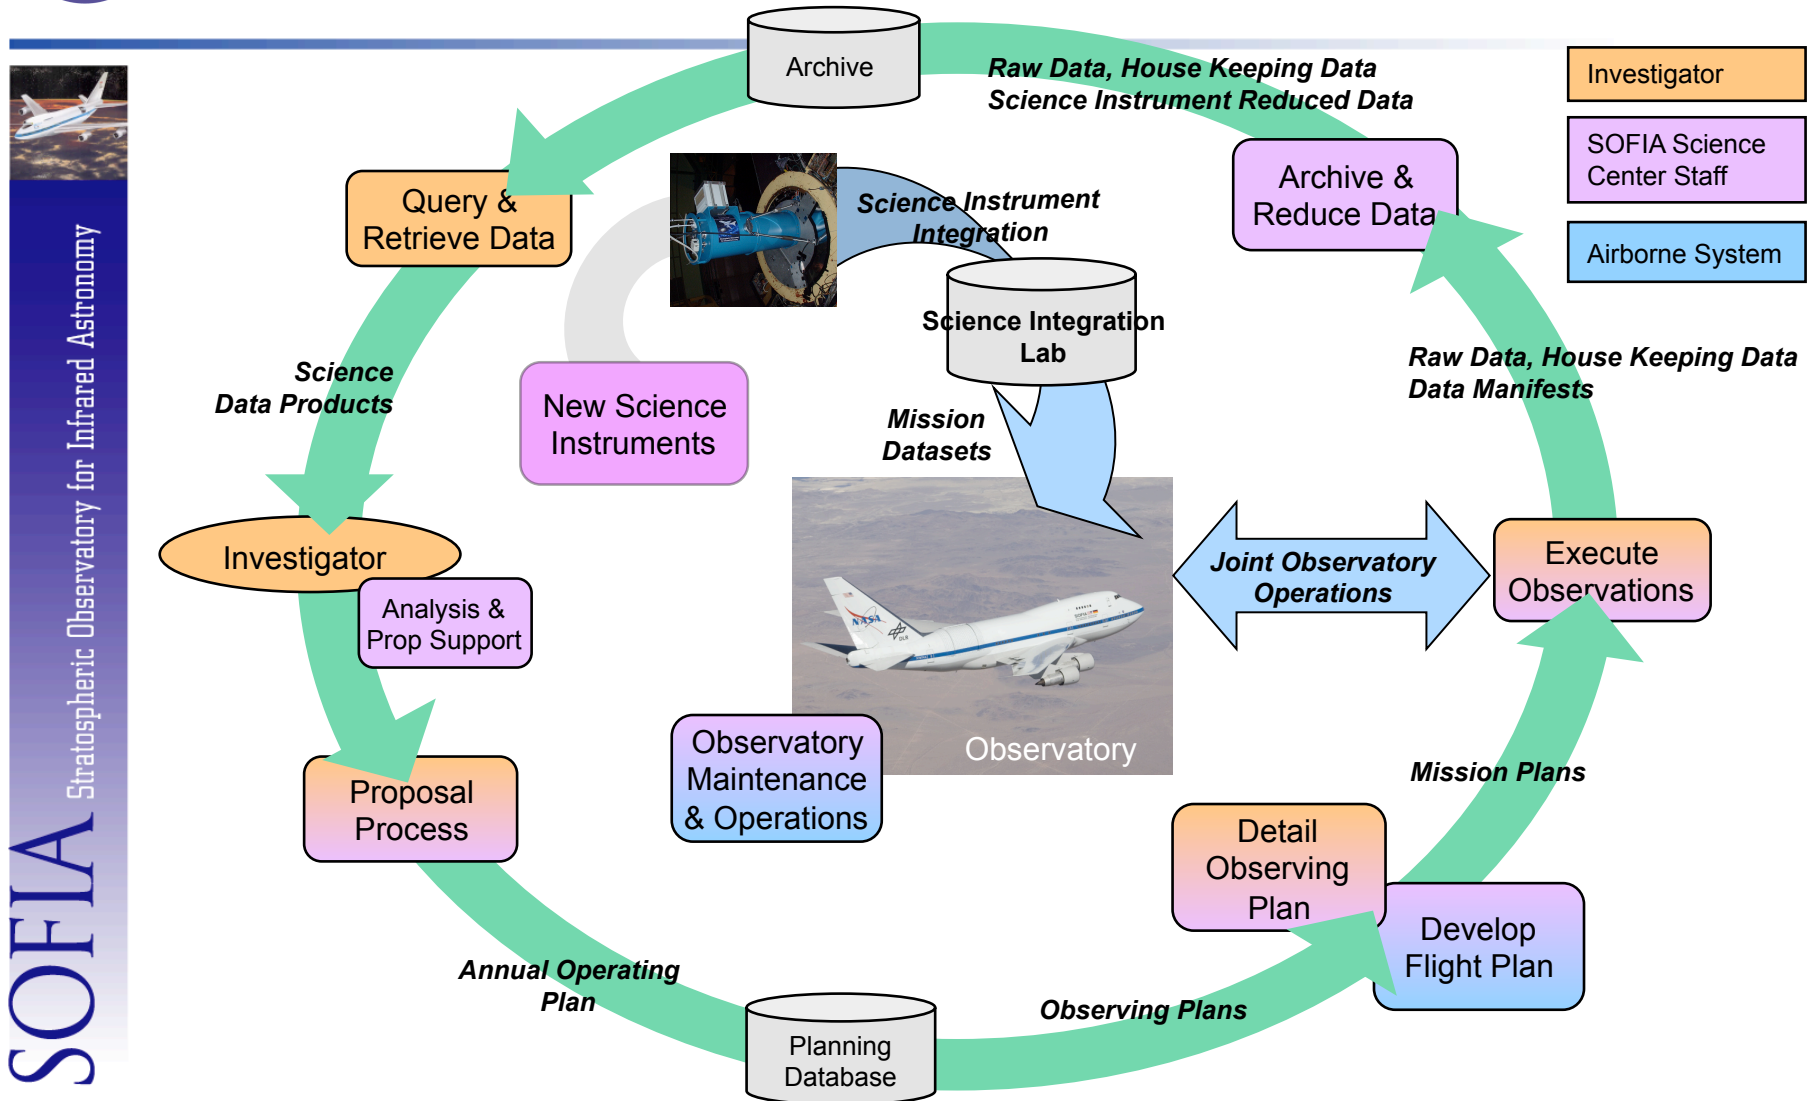 Archive
Raw Data, House Keeping Data
Science Instrument Reduced Data
Investigator
SOFIA Science
Center Staff
Airborne System
Query &
Retrieve Data
Science Instrument
Integration
Archive &
Reduce Data
Science Integration
Lab
Raw Data, House Keeping Data
Data Manifests
Science
Data Products
New Science
Instruments
Mission
Datasets
Investigator
Analysis &
Prop Support
Joint Observatory
Operations
Execute
Observations
NASA
DLR
SOFIA
Observatory
Observatory
Maintenance
& Operations
Mission Plans
Proposal
Process
Detail
Observing
Plan
Develop
Flight Plan
Annual Operating
Plan
Observing Plans
Planning
Database
SOFIA Stratospheric Observatory for Infrared Astronomy